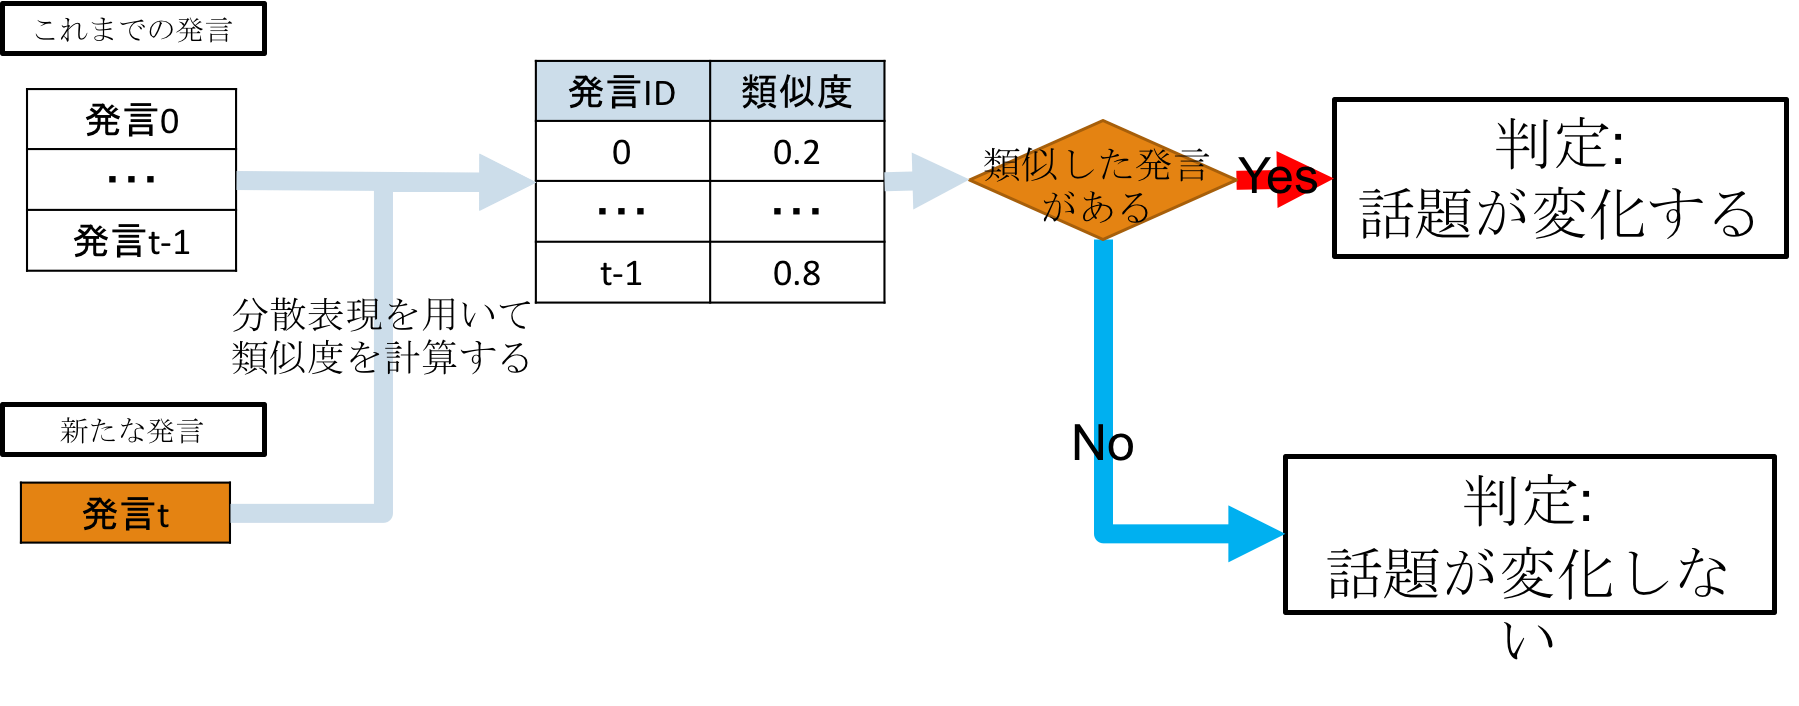 これまでの発言
発言0
...
発言t-1
分散表現を用いて
類似度を計算する
新たな発言
発言t
発言ID 類似度
0 0.2
... ...
t-1 0.8
類似した発言
がある
Yes
判定:
話題が変化する
No
判定:
話題が変化しな
い